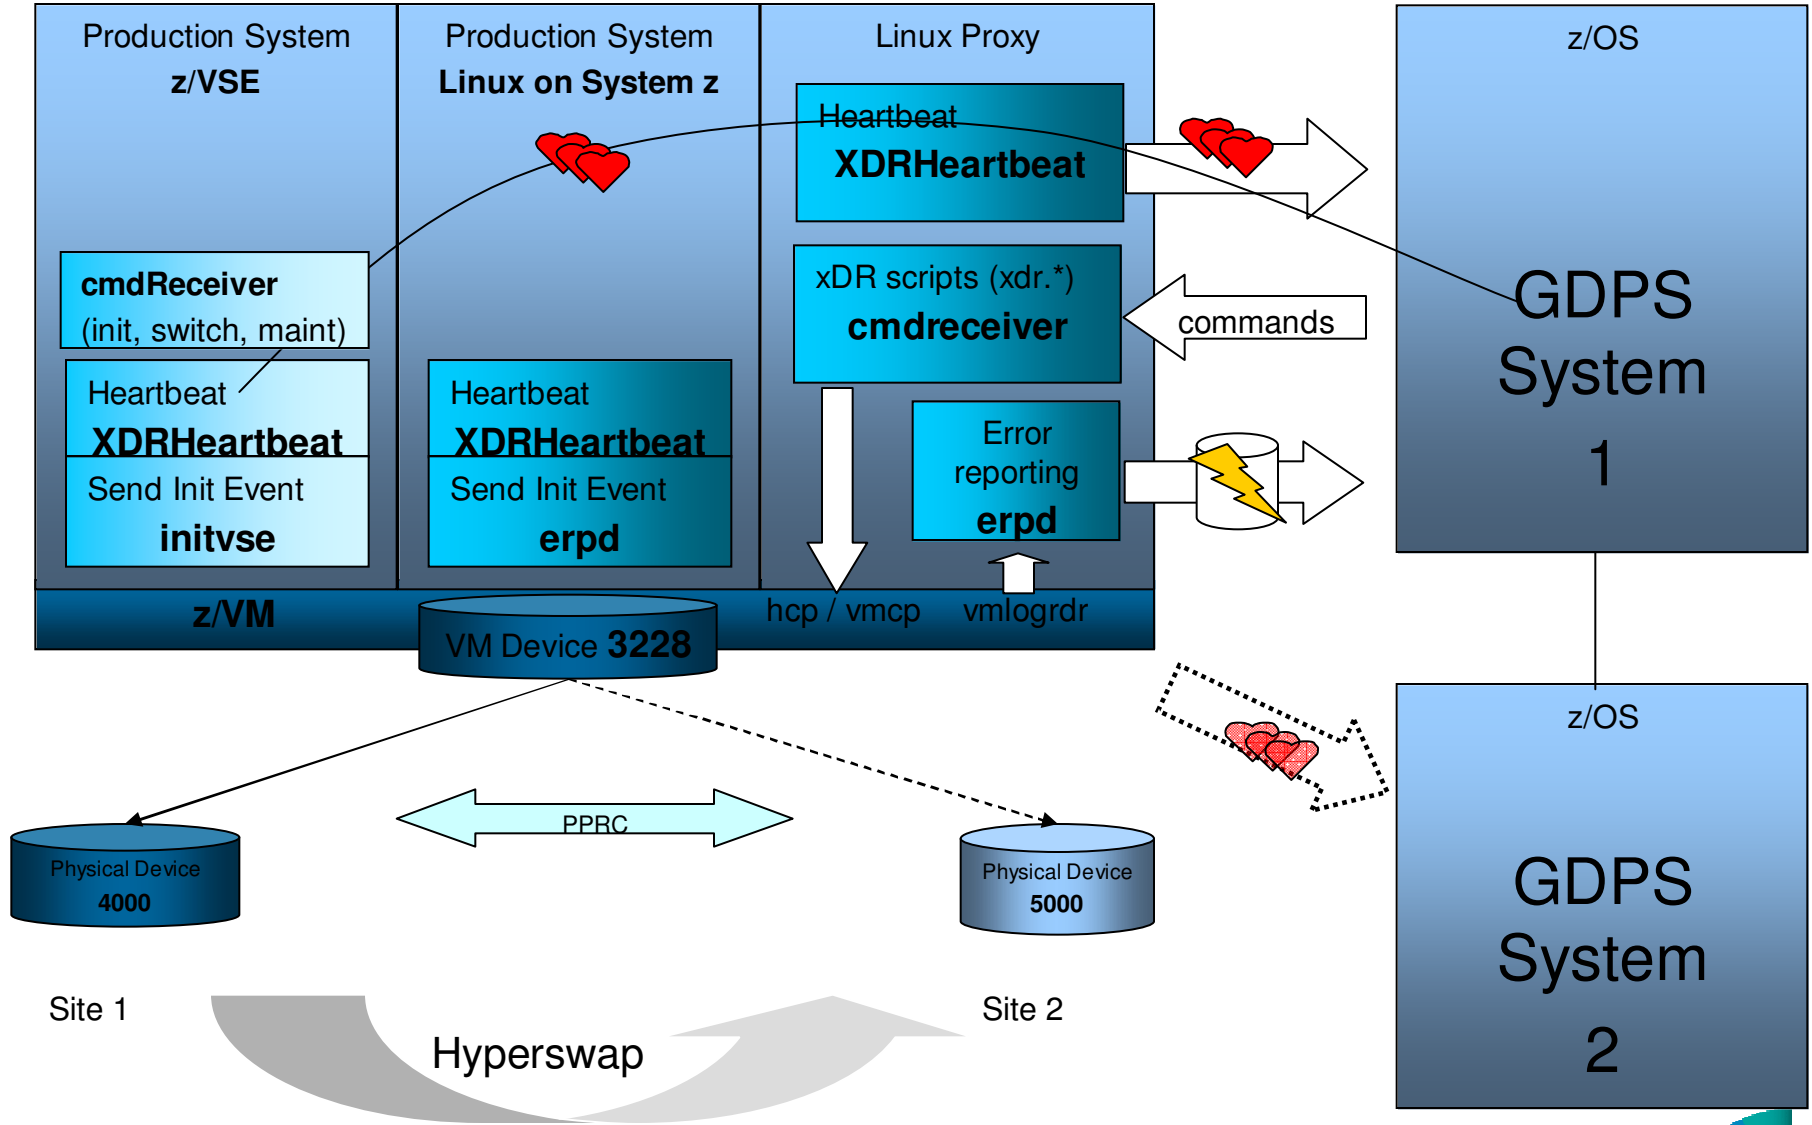 Production System
z/VSE
Production System
Linux on System z
Linux Proxy
z/OS
Heartbeat
XDRHeartbeat
cmdReceiver
(init, switch, maint)
xDR scripts (xdr.*)
cmdreceiver
commands
GDPS
System
1
Heartbeat
XDRHeartbeat
Send Init Event
initvse
Heartbeat
XDRHeartbeat
Send Init Event
erpd
Error
reporting
erpd
z/VM
VM Device 3228
hcp / vmcp
vmlogrdr
z/OS
GDPS
System
2
PPRC
Physical Device
4000
Physical Device
5000
Site 1
Site 2
Hyperswap